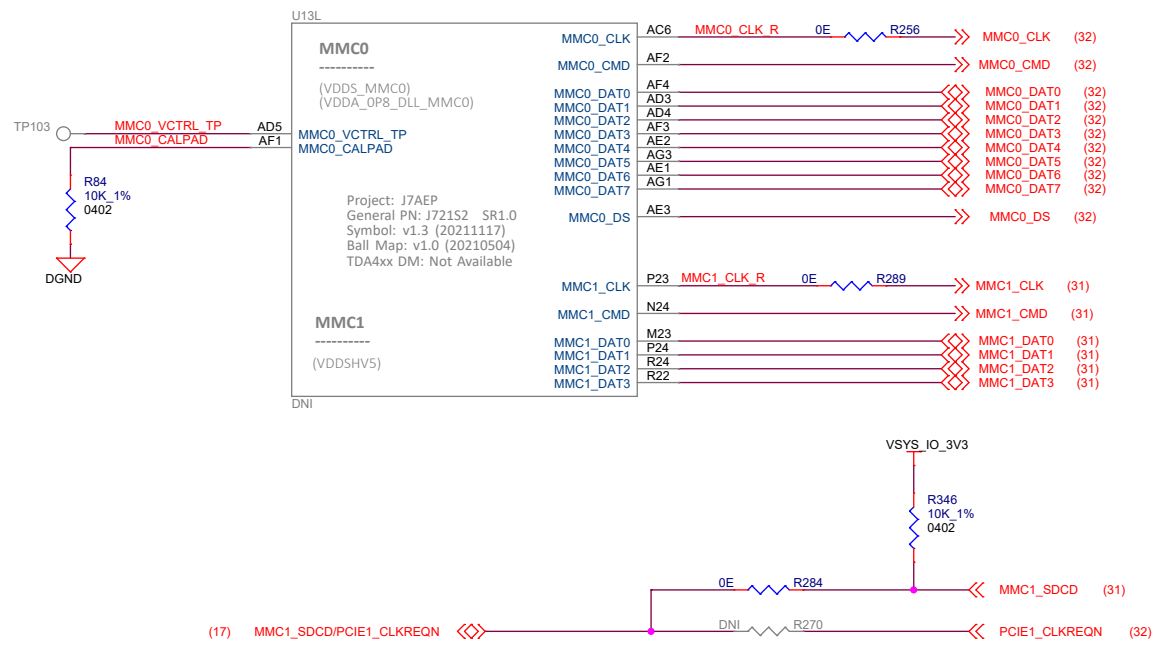 U13L
MMC0
----------
(VDDS_MMC0)
(VDDA_0P8_DLL_MMC0)
MMC0_CLK AC6 MMC0_CLK_R 0E R256 MMC0_CLK (32)
MMC0_CMD AF2 MMC0_CMD (32)
MMC0_DAT0 AF4 MMC0_DAT0 (32)
MMC0_DAT1 AD3 MMC0_DAT1 (32)
MMC0_DAT2 AD4 MMC0_DAT2 (32)
MMC0_DAT3 AF3 MMC0_DAT3 (32)
MMC0_DAT4 AE2 MMC0_DAT4 (32)
MMC0_DAT5 AG3 MMC0_DAT5 (32)
MMC0_DAT6 AE1 MMC0_DAT6 (32)
MMC0_DAT7 AG1 MMC0_DAT7 (32)
MMC0_DS AE3 MMC0_DS (32)
TP103 MMC0_VCTRL_TP AD5 MMC0_VCTRL_TP
MMC0_CALPAD AF1 MMC0_CALPAD
R84
10K_1%
0402
DGND
Project: J7AEP
General PN: J721S2 SR1.0
Symbol: v1.3 (20211117)
Ball Map: v1.0 (20210504)
TDA4xx DM: Not Available
MMC1_CLK P23 MMC1_CLK_R 0E R289 MMC1_CLK (31)
MMC1_CMD N24 MMC1_CMD (31)
MMC1
----------
(VDDSHV5)
MMC1_DAT0 M23 MMC1_DAT0 (31)
MMC1_DAT1 P24 MMC1_DAT1 (31)
MMC1_DAT2 R24 MMC1_DAT2 (31)
MMC1_DAT3 R22 MMC1_DAT3 (31)
DNI
VSYS_IO_3V3
R346
10K_1%
0402
0E R284 MMC1_SDCD (31)
(17) MMC1_SDCD/PCIE1_CLKREQN DNI R270 PCIE1_CLKREQN (32)